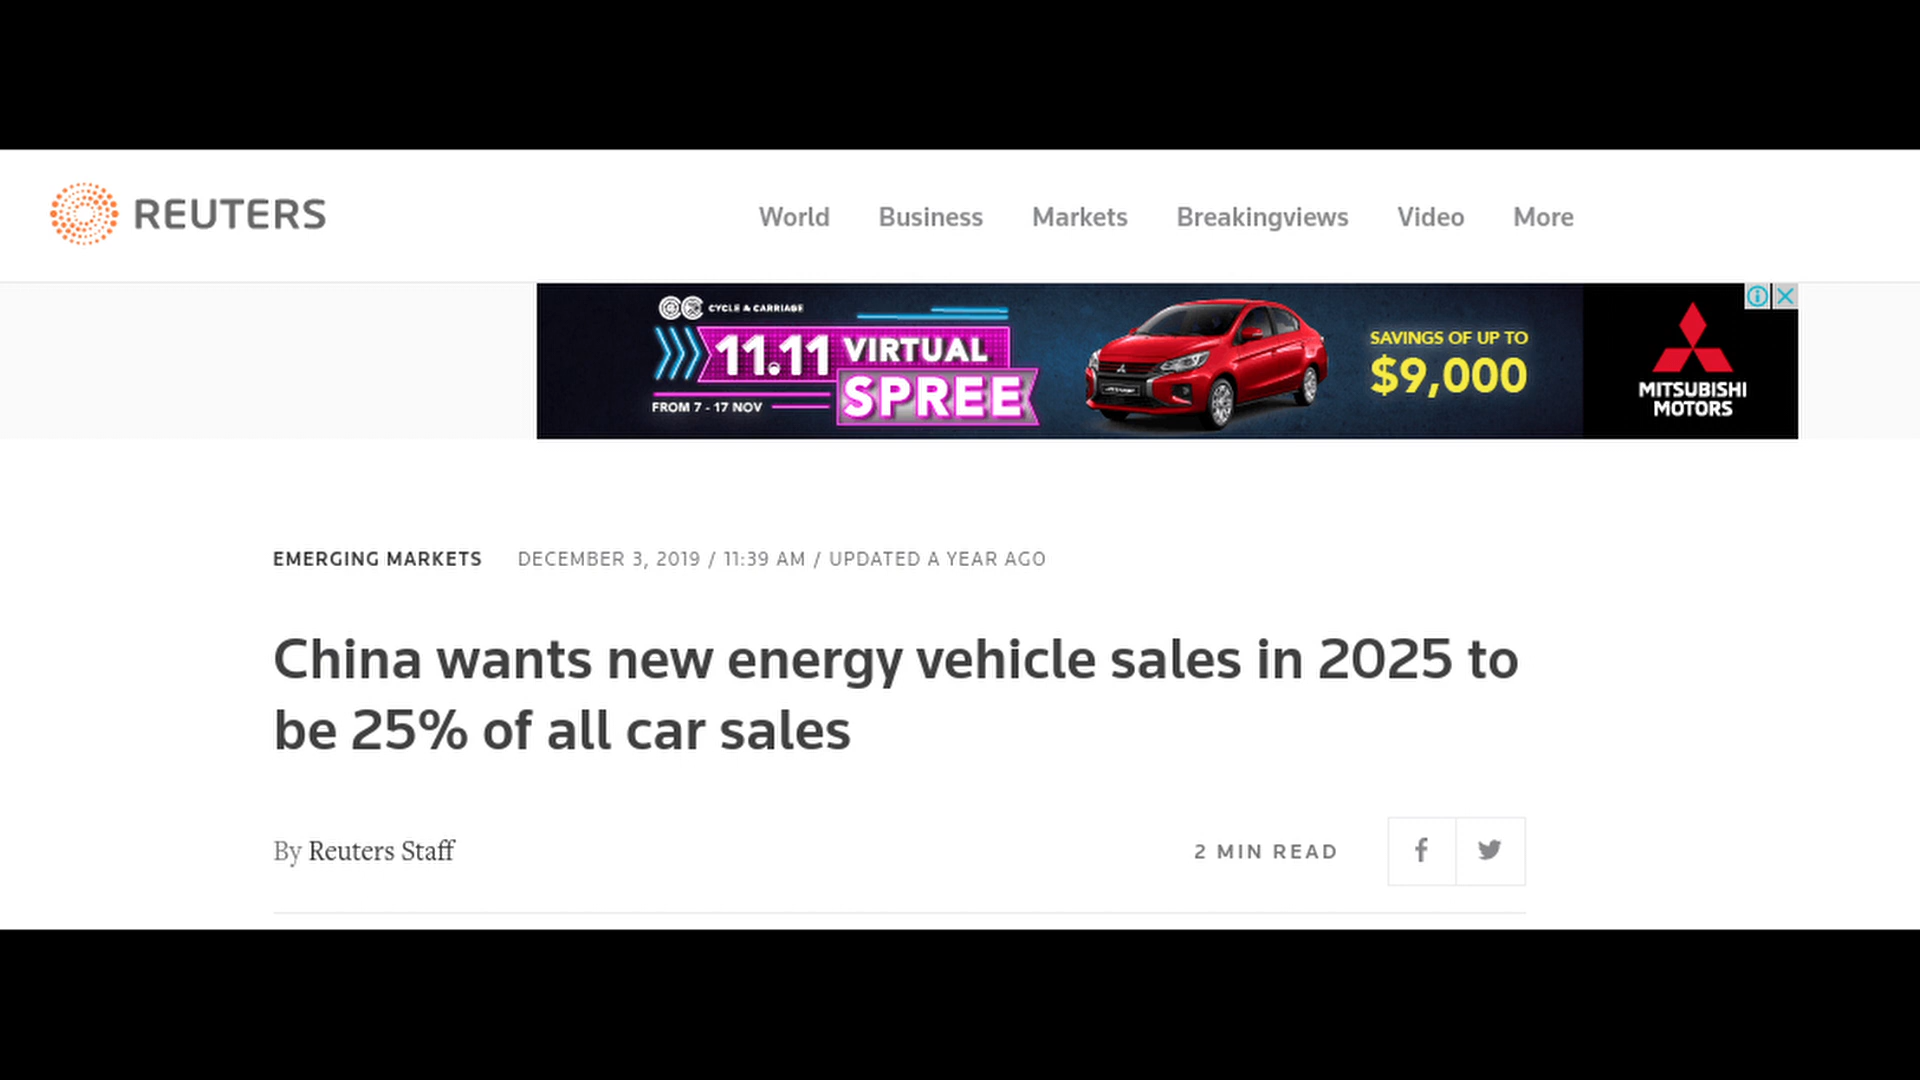 REUTERS
World Business Markets Breakingviews Video More
CYCLE & CARRIAGE
11.11 VIRTUAL
SPREE
FROM 7 - 17 NOV
SAVINGS OF UP TO
$9,000
MITSUBISHI
MOTORS
EMERGING MARKETS DECEMBER 3, 2019 / 11:39 AM / UPDATED A YEAR AGO
China wants new energy vehicle sales in 2025 to
be 25% of all car sales
By Reuters Staff
2 MIN READ